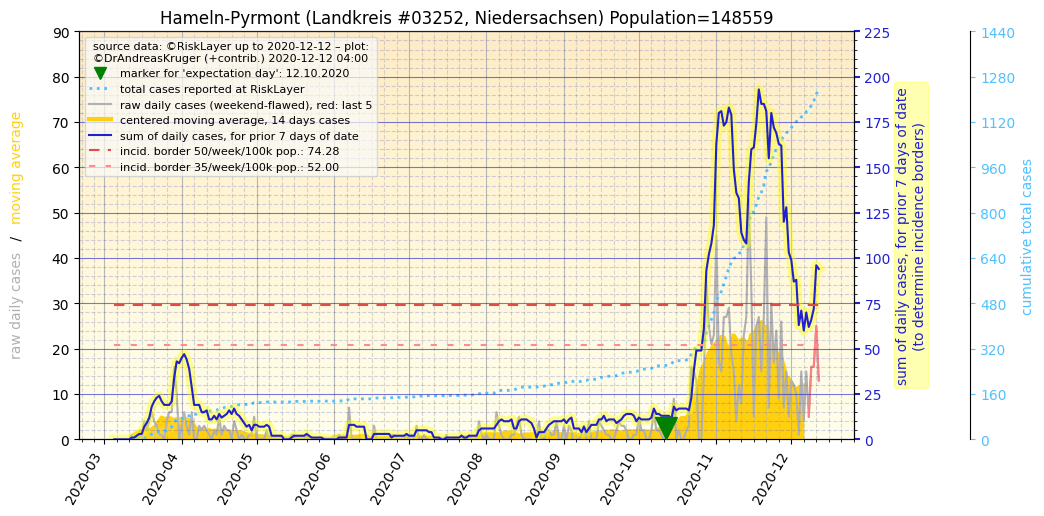 Hameln-Pyrmont (Landkreis #03252, Niedersachsen) Population=148559
source data: ©RiskLayer up to 2020-12-12 – plot:
©DrAndreasKruger (+contrib.) 2020-12-12 04:00
marker for 'expectation day': 12.10.2020
total cases reported at RiskLayer
raw daily cases (weekend-flawed), red: last 5
centered moving average, 14 days cases
sum of daily cases, for prior 7 days of date
incid. border 50/week/100k pop.: 74.28
incid. border 35/week/100k pop.: 52.00
raw daily cases / moving average
90
80
70
60
50
40
30
20
10
0
225
200
175
150
125
100
75
50
25
0
sum of daily cases, for prior 7 days of date
(to determine incidence borders)
1440
1280
1120
960
800
640
480
320
160
0
cumulative total cases
2020-03
2020-04
2020-05
2020-06
2020-07
2020-08
2020-09
2020-10
2020-11
2020-12